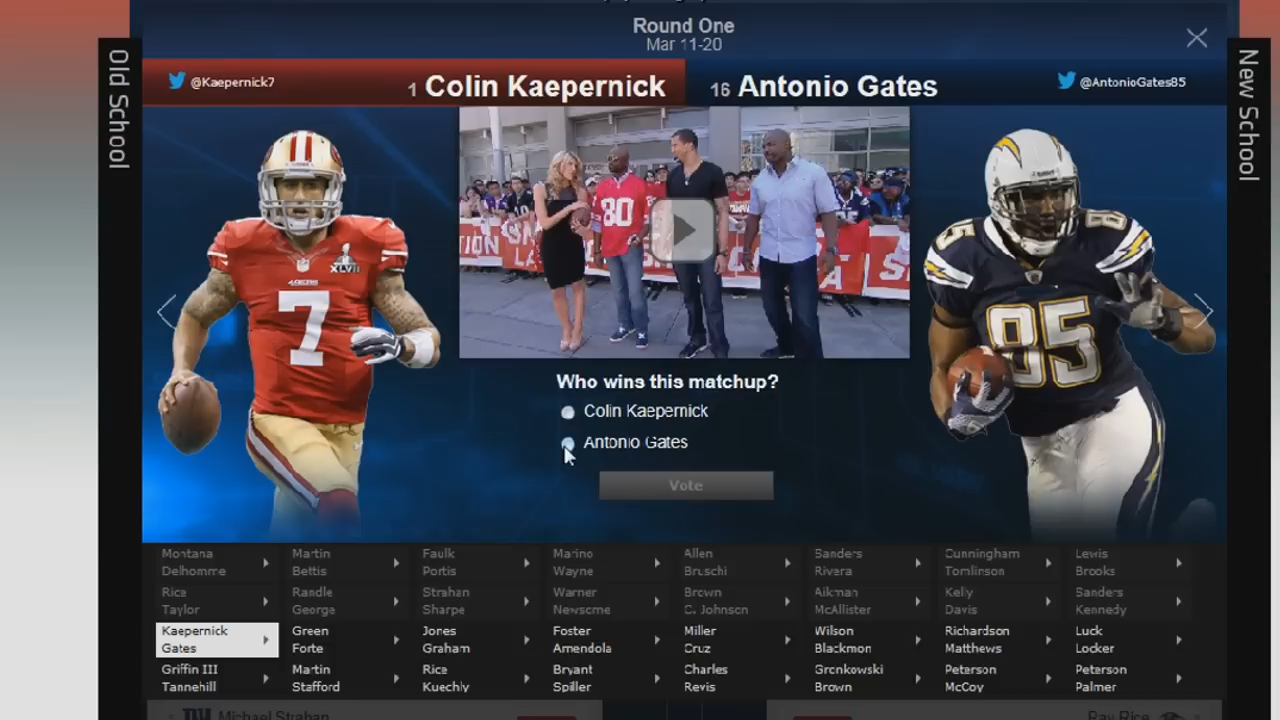 Round One
Mar 11-20
Old School
New School
@Kaepernick7
1 Colin Kaepernick
16 Antonio Gates
@AntonioGates85
80
XLVII
49ERS
7
85
Who wins this matchup?
Colin Kaepernick
Antonio Gates
Vote
Montana Martin Faulk Marino Allen Sanders Cunningham Lewis
Delhomme Bettis Portis Wayne Bruschi Rivera Tomlinson Brooks
Rice Randle Strahan Warner Brown Aikman Kelly Sanders
Taylor George Sharpe Newsome C. Johnson McAllister Davis Kennedy
Kaepernick Green Jones Foster Miller Wilson Richardson Luck
Gates Forte Graham Amendola Cruz Blackmon Matthews Locker
Griffin III Martin Rice Bryant Charles Gronkowski Peterson Peterson
Tannehill Stafford Kuechly Spiller Revis Brown McCoy Palmer
Michael Strahan
Ray Rice